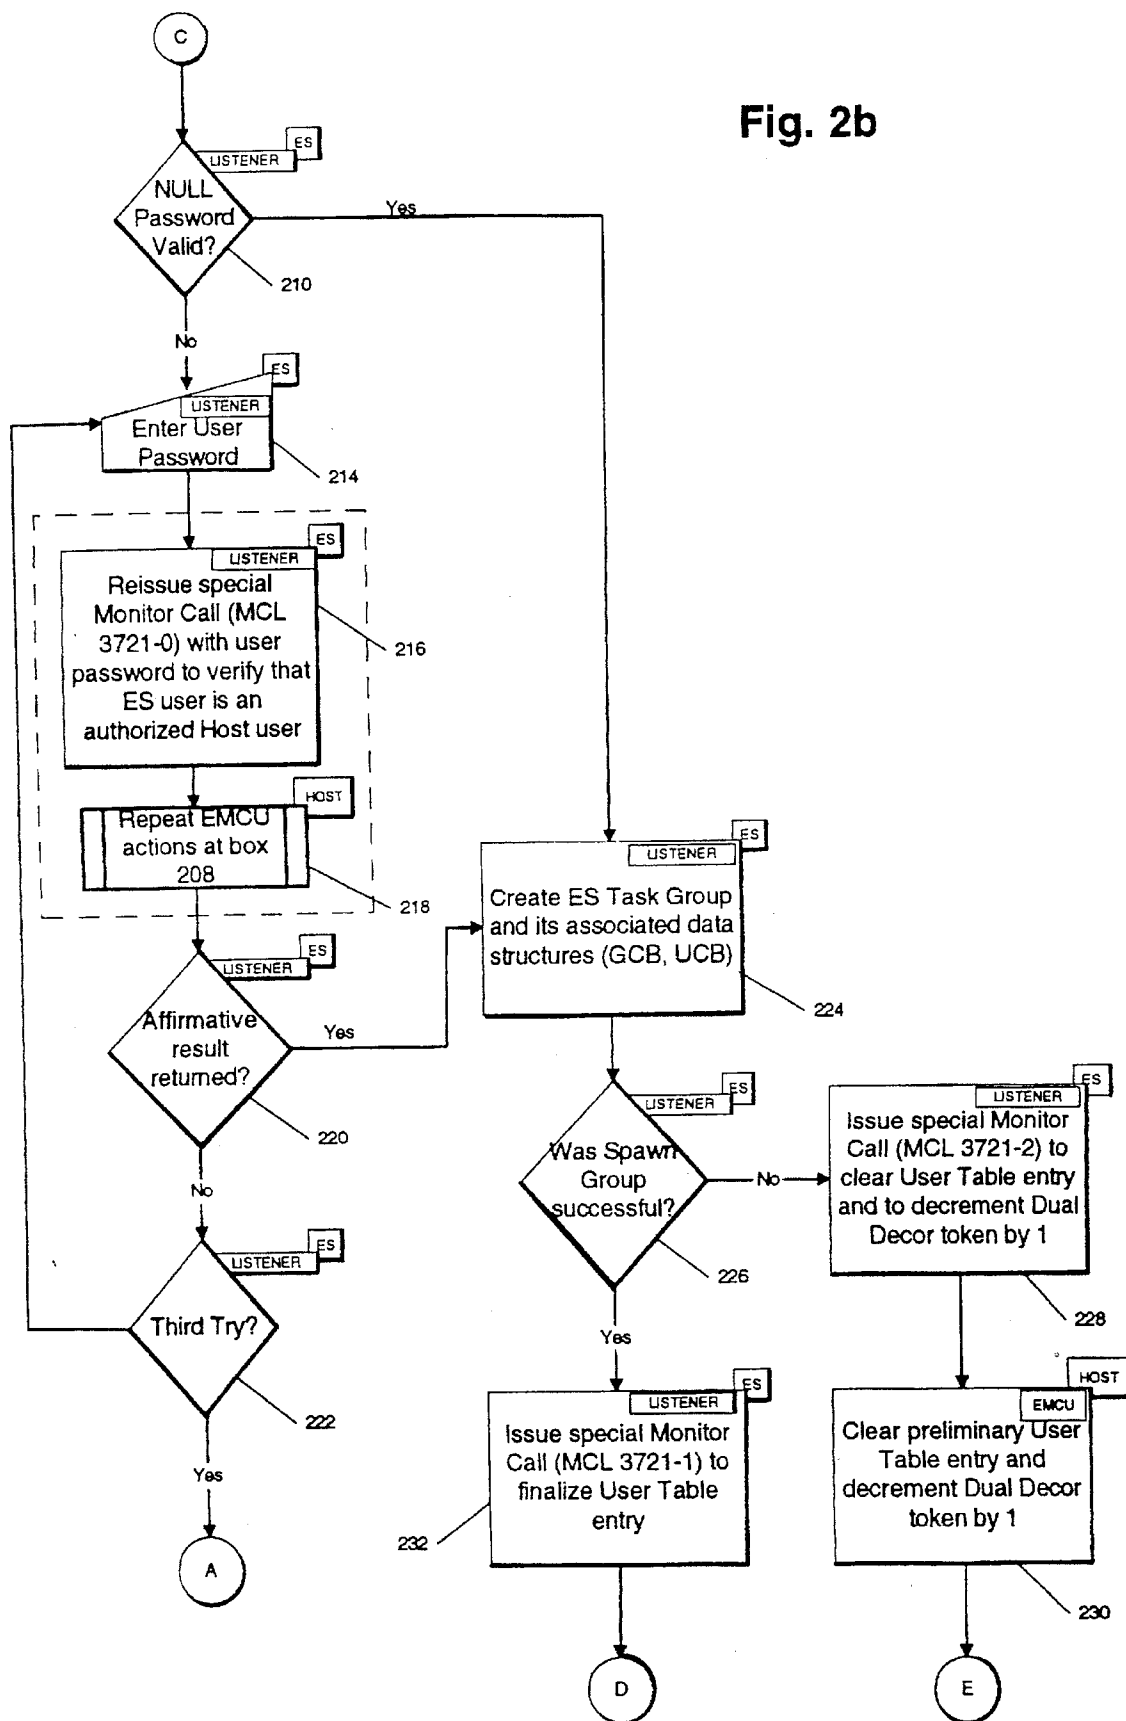 C
Fig. 2b
ES
LISTENER
NULL
Password
Valid?
Yes
210
No
ES
LISTENER
Enter User
Password
214
ES
LISTENER
Reissue special
Monitor Call (MCL
3721-0) with user
password to verify that
ES user is an
authorized Host user
216
HOST
Repeat EMCU
actions at box
208
218
ES
LISTENER
Affirmative
result
returned?
Yes
220
No
ES
LISTENER
Third Try?
222
Yes
A
ES
LISTENER
Create ES Task Group
and its associated data
structures (GCB, UCB)
224
ES
LISTENER
Was Spawn
Group
successful?
No
226
Yes
ES
LISTENER
Issue special Monitor
Call (MCL 3721-2) to
clear User Table entry
and to decrement Dual
Decor token by 1
228
HOST
EMCU
Clear preliminary User
Table entry and
decrement Dual Decor
token by 1
230
E
ES
LISTENER
Issue special Monitor
Call (MCL 3721-1) to
finalize User Table
entry
232
D